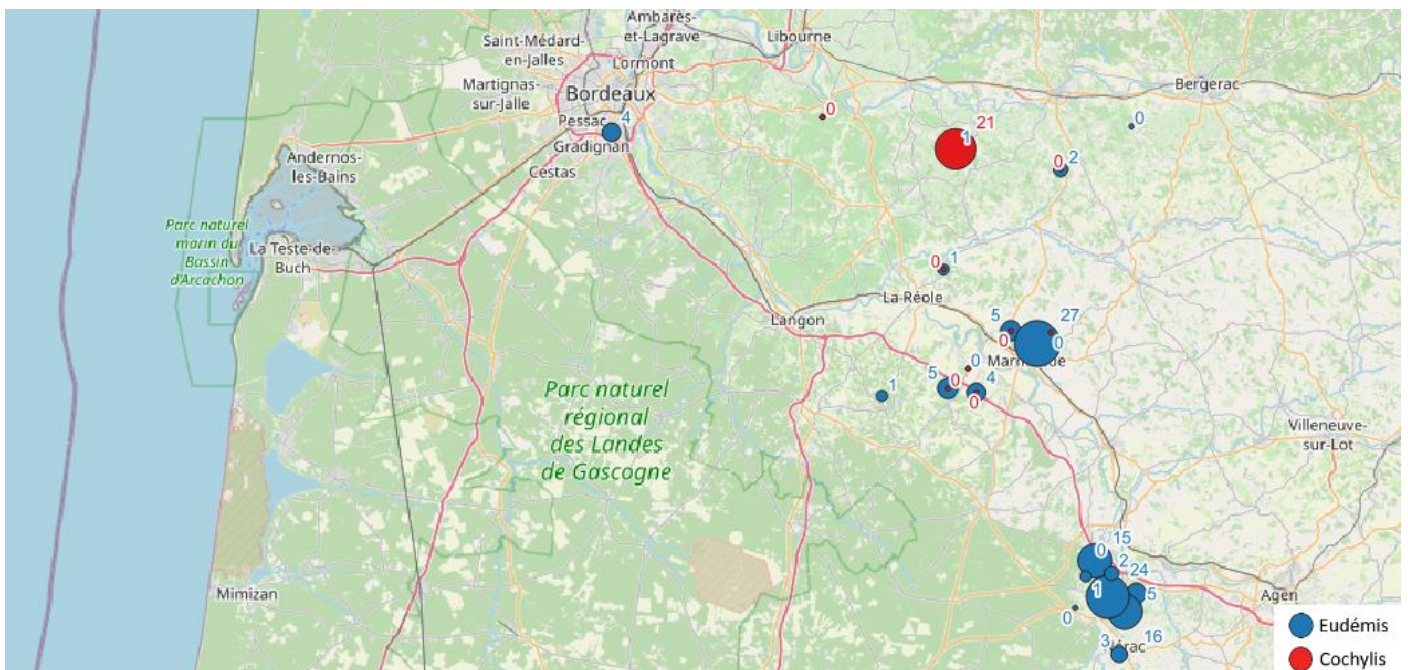 Ambarès-
et-Lagrave
Libourne
Saint-Médard-
en-Jalles
Lormont
Martignas-
sur-Jalle
Bordeaux
Bergerac
Pessac
4
0
21
1
0
Gradignan
Cestas
0
2
Andernos-
les-Bains
Parc naturel
marin du
Bassin
d'Arcachon
La Teste-de-
Buch
0
1
La Réole
Langon
5
27
0
0
0
5
0
4
0
1
Parc naturel
régional
des Landes
de Gascogne
Villeneuve-
sur-Lot
15
0
2
24
1
5
0
Mimizan
Agen
3
16
Eudémis
Cochylis